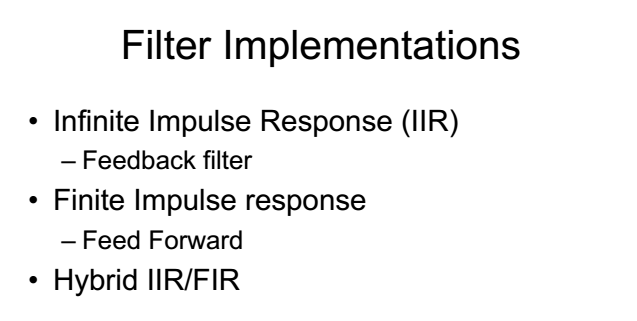 Filter Implementations
• Infinite Impulse Response (IIR)
– Feedback filter
• Finite Impulse response
– Feed Forward
• Hybrid IIR/FIR